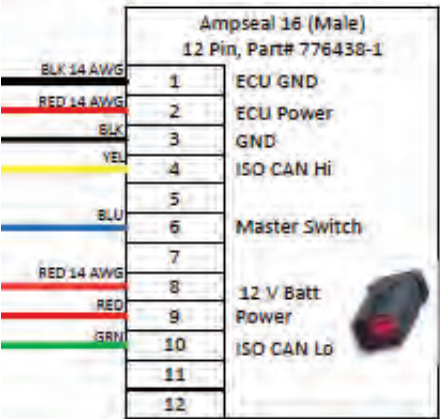 Ampseal 16 (Male)
12 Pin, Part# 776438-1
BLK 14 AWG 1 ECU GND
RED 14 AWG 2 ECU Power
BLK 3 GND
YEL 4 ISO CAN Hi
5
BLU 6 Master Switch
7
RED 14 AWG 8 12 V Batt
RED 9 Power
GRN 10 ISO CAN Lo
11
12